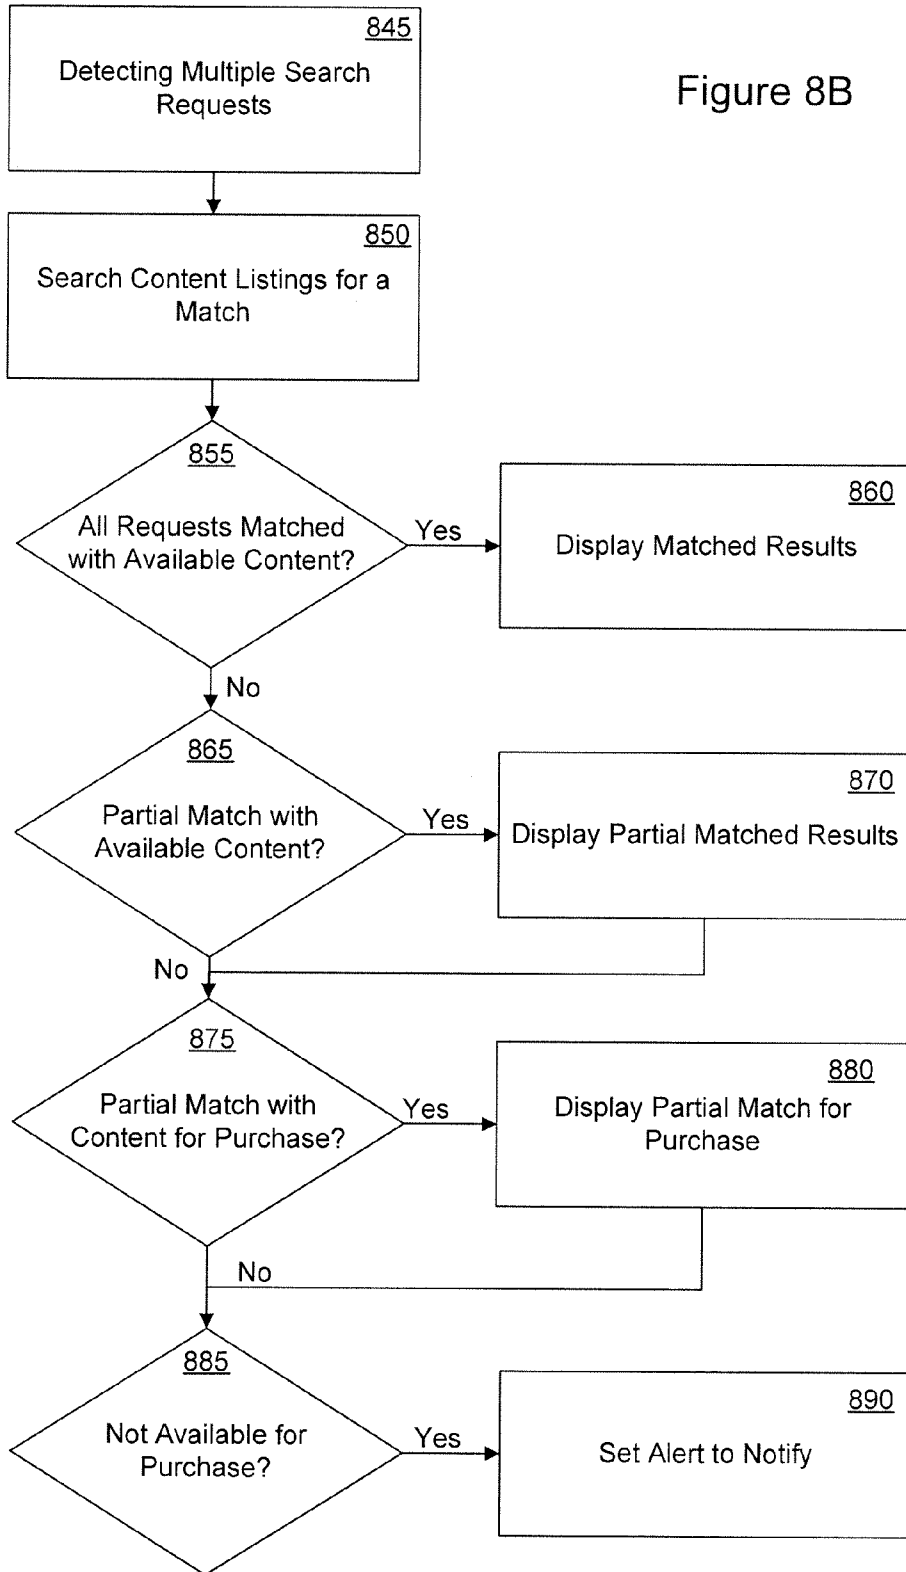 845
Detecting Multiple Search
Requests
Figure 8B
850
Search Content Listings for a
Match
855
All Requests Matched
with Available Content?
Yes
860
Display Matched Results
No
865
Partial Match with
Available Content?
Yes
870
Display Partial Matched Results
No
875
Partial Match with
Content for Purchase?
Yes
880
Display Partial Match for
Purchase
No
885
Not Available for
Purchase?
Yes
890
Set Alert to Notify